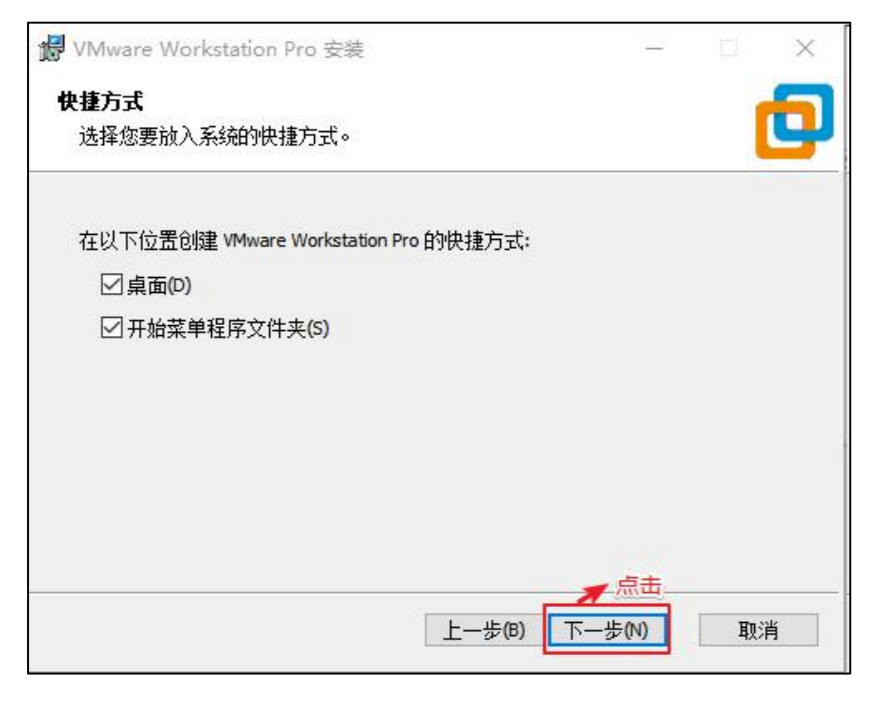 VMware Workstation Pro 安装
快捷方式
选择您要放入系统的快捷方式。
在以下位置创建 VMware Workstation Pro 的快捷方式:
桌面(D)
开始菜单程序文件夹(S)
点击
上一步(B) 下一步(N) 取消